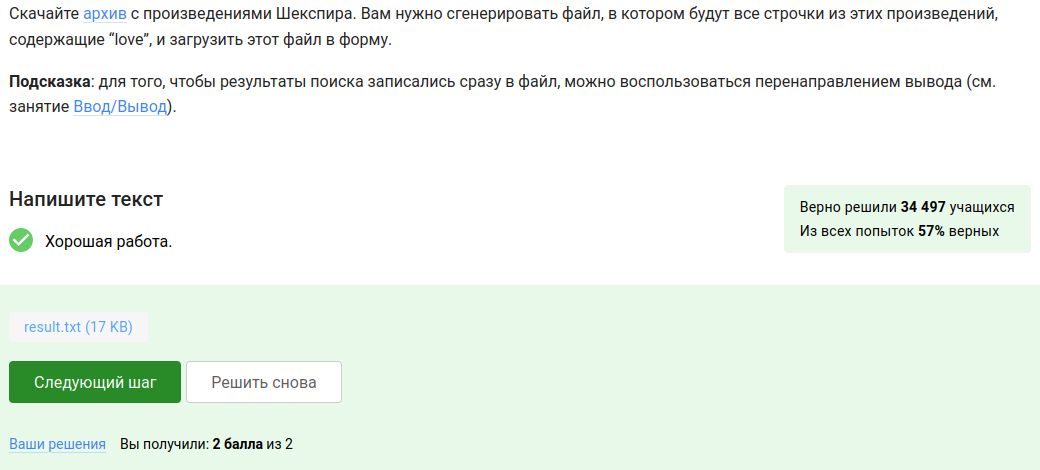 Скачайте архив с произведениями Шекспира. Вам нужно сгенерировать файл, в котором будут все строчки из этих произведений,
содержащие “love”, и загрузить этот файл в форму.
Подсказка: для того, чтобы результаты поиска записались сразу в файл, можно воспользоваться перенаправлением вывода (см.
занятие Ввод/Вывод).
Напишите текст
Хорошая работа.
Верно решили 34 497 учащихся
Из всех попыток 57% верных
result.txt (17 KB)
Следующий шаг
Решить снова
Ваши решения Вы получили: 2 балла из 2